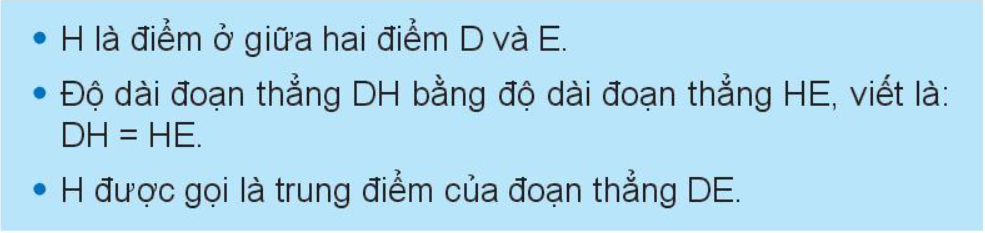 • H là điểm ở giữa hai điểm D và E.
• Độ dài đoạn thẳng DH bằng độ dài đoạn thẳng HE, viết là:
DH = HE.
• H được gọi là trung điểm của đoạn thẳng DE.